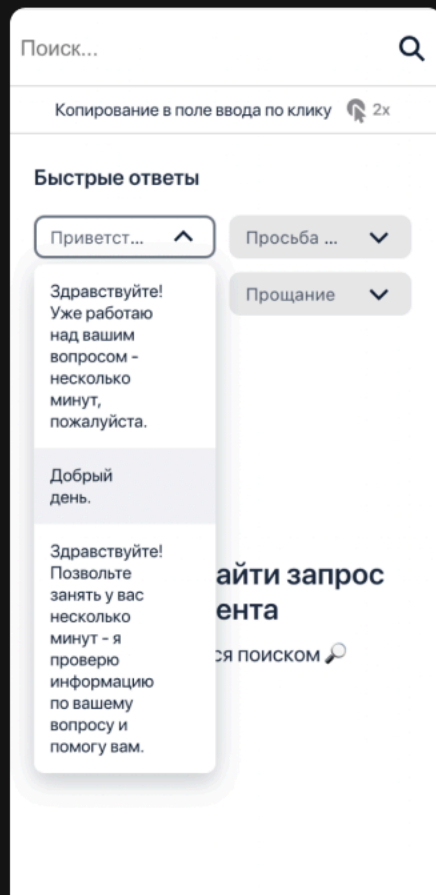 Поиск...
Копирование в поле ввода по клику 2x
Быстрые ответы
Приветст... Просьба ...
Прощание
Здравствуйте!
Уже работаю
над вашим
вопросом -
несколько
минут,
пожалуйста.
Добрый
день.
Здравствуйте!
Позвольте
занять у вас
несколько
минут - я
проверю
информацию
по вашему
вопросу и
помогу вам.
айти запрос
ента
ся поиском